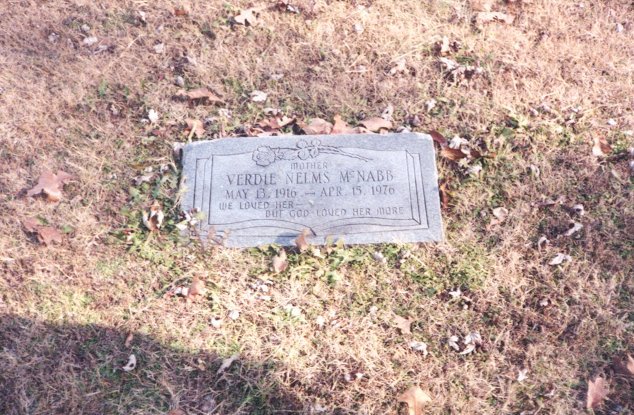 MOTHER
VERDIE NELMS McNABB
MAY 13, 1916 — APR. 15, 1976
WE LOVED HER —
BUT GOD LOVED HER MORE